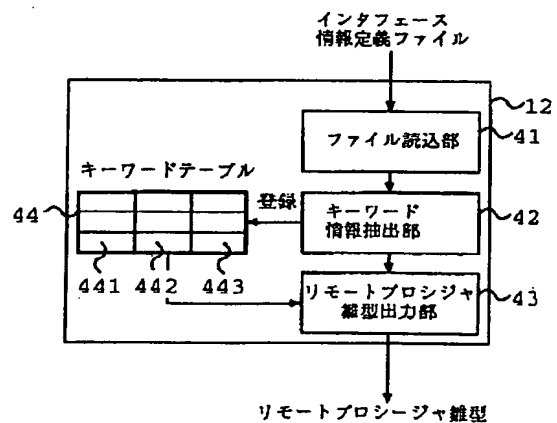 インタフェース
情報定義ファイル
12
ファイル読込部
41
キーワードテーブル
44
登録
キーワード
情報抽出部
42
441
442
443
リモートプロシジャ
雛型出力部
43
リモートプロシージャ雛型